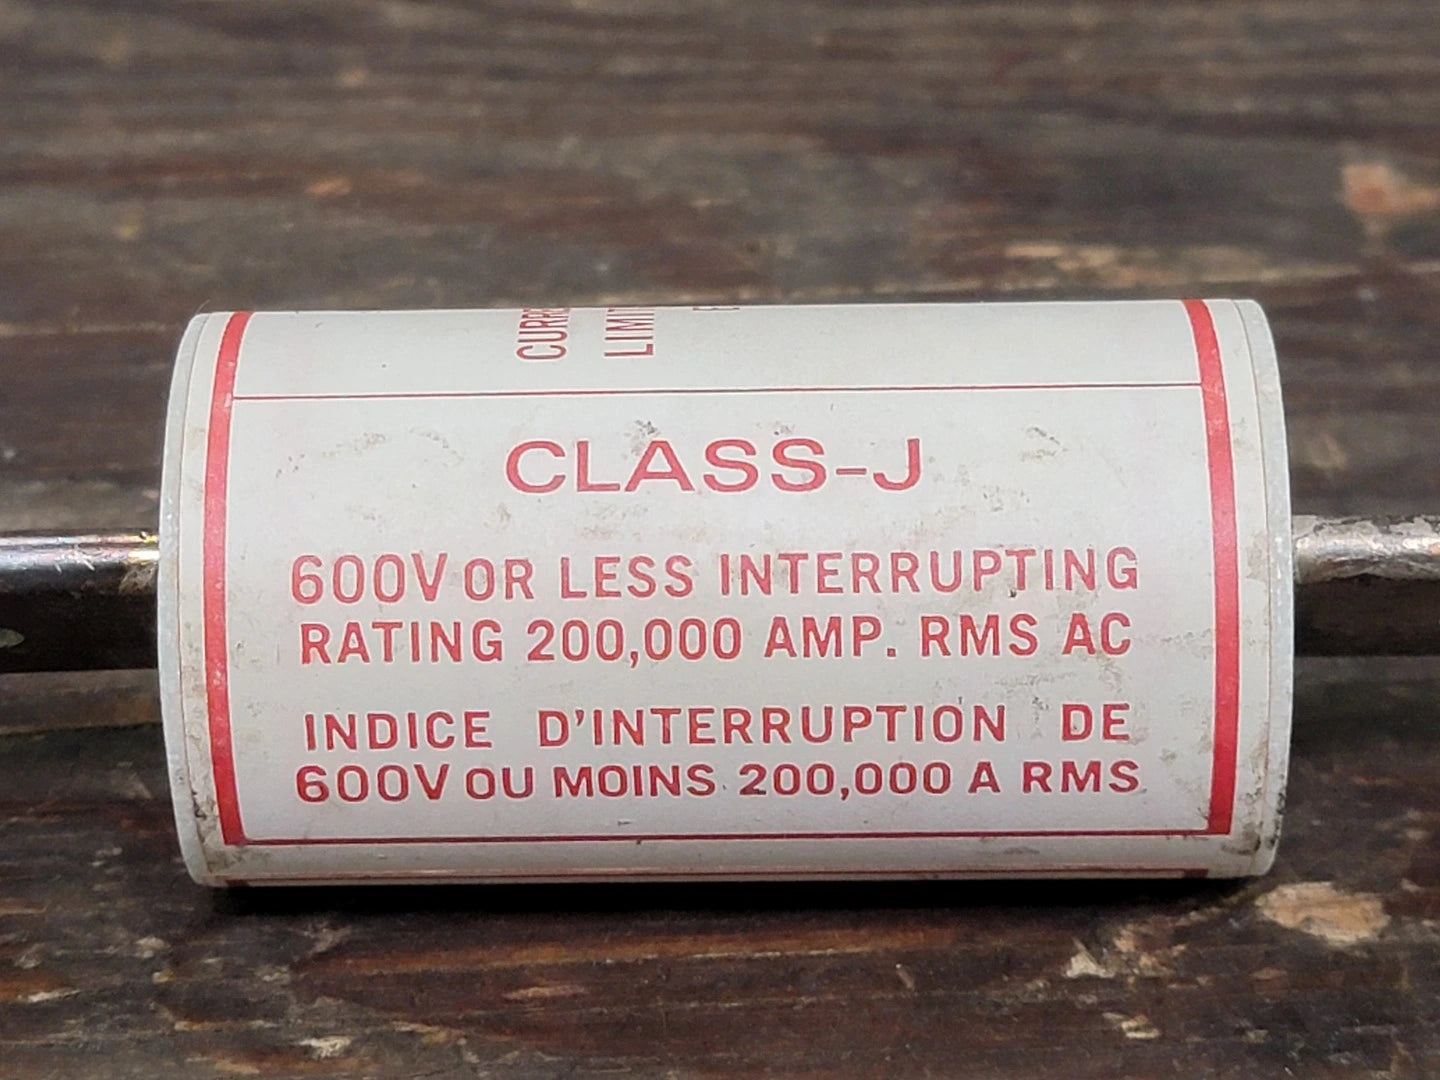 CLASS-J
600V OR LESS INTERRUPTING
RATING 200,000 AMP. RMS AC
INDICE D'INTERRUPTION DE
600V OU MOINS 200,000 A RMS